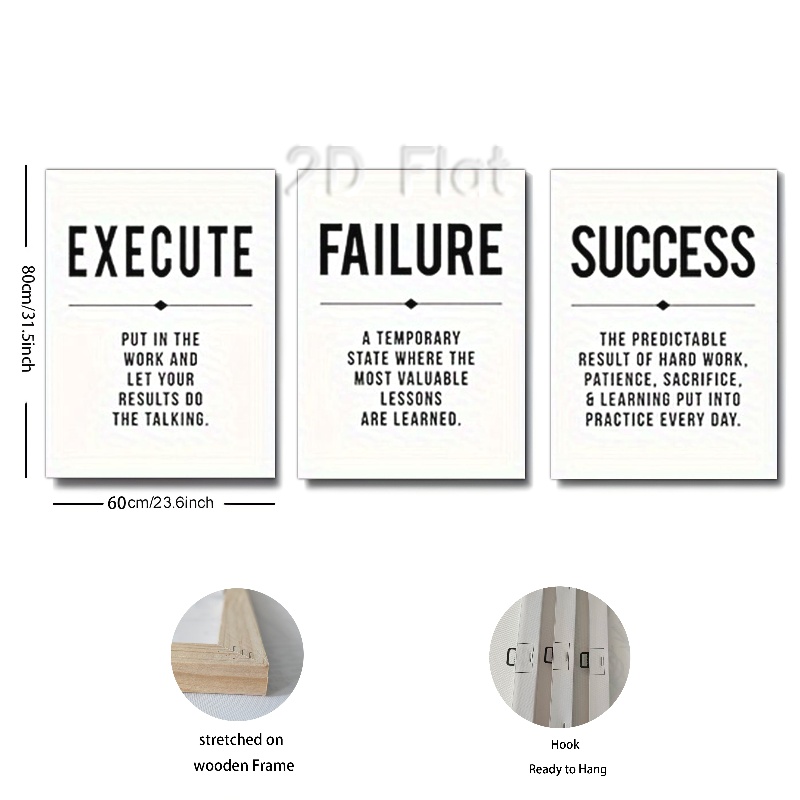 2D Flat
EXECUTE
PUT IN THE
WORK AND
LET YOUR
RESULTS DO
THE TALKING.
FAILURE
A TEMPORARY
STATE WHERE THE
MOST VALUABLE
LESSONS
ARE LEARNED.
SUCCESS
THE PREDICTABLE
RESULT OF HARD WORK,
PATIENCE, SACRIFICE,
& LEARNING PUT INTO
PRACTICE EVERY DAY.
80cm/31.5inch
60cm/23.6inch
stretched on
wooden Frame
Hook
Ready to Hang